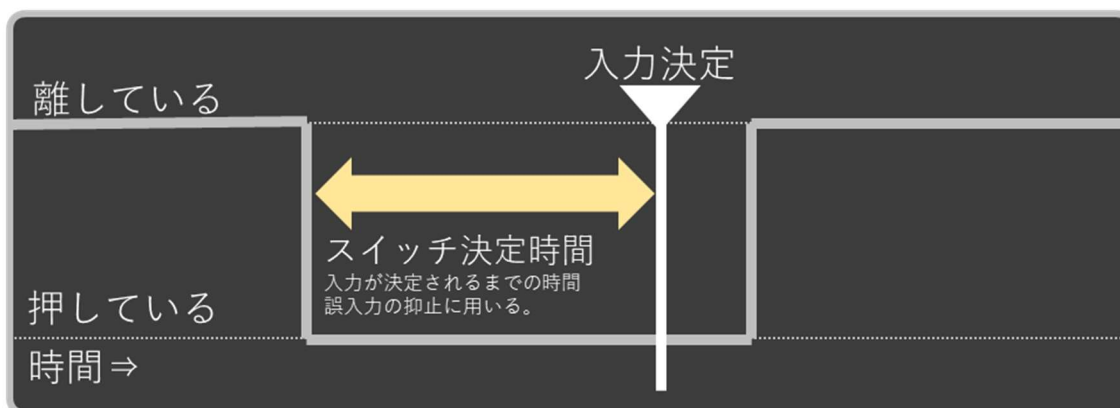 入力決定
離している
スイッチ決定時間
入力が決定されるまでの時間
誤入力の抑止に用いる。
押している
時間⇒